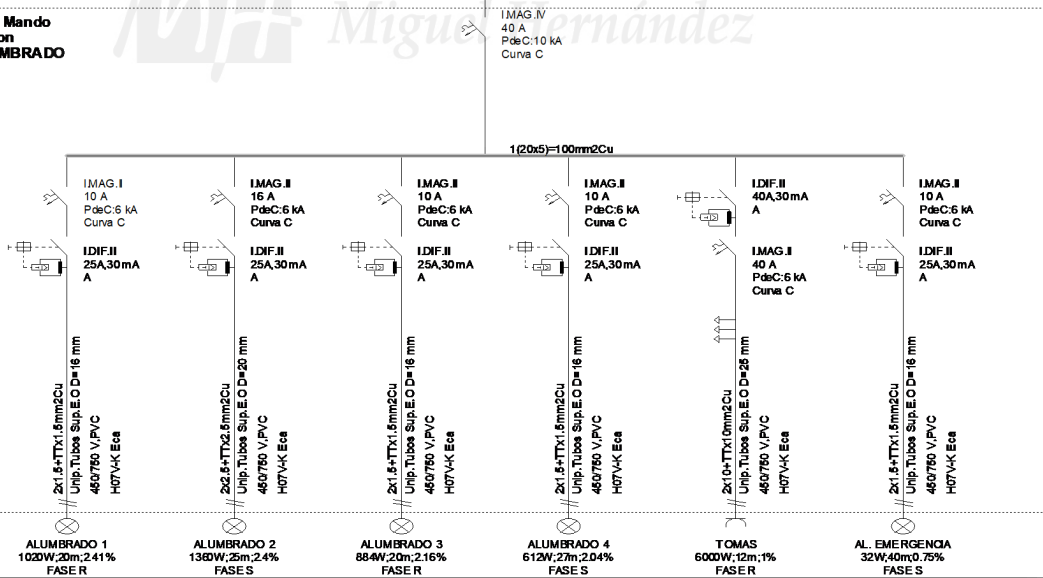 Mando
on
MBRADO
Miguel Hernández
I.MAG.IV
40 A
PdeC:10 kA
Curva C
1(20x5)=100mm2Cu
I.MAG.II
10 A
PdeC:6 kA
Curva C
I.DIF.II
25A,30mA
A
2x1.5+TTx1.5mm2Cu
Unip.Tubos Sup.E.O D=16 mm
450/750 V,PVC
H07V-K Eca
ALUMBRADO 1
1020W;20m;2.41%
FASE R
I.MAG.II
16 A
PdeC:6 kA
Curva C
I.DIF.II
25A,30mA
A
2x2.5+TTx2.5mm2Cu
Unip.Tubos Sup.E.O D=20 mm
450/750 V,PVC
H07V-K Eca
ALUMBRADO 2
1360W;25m;2.4%
FASE S
I.MAG.II
10 A
PdeC:6 kA
Curva C
I.DIF.II
25A,30mA
A
2x1.5+TTx1.5mm2Cu
Unip.Tubos Sup.E.O D=16 mm
450/750 V,PVC
H07V-K Eca
ALUMBRADO 3
884W;20m;2.16%
FASE R
I.MAG.II
10 A
PdeC:6 kA
Curva C
I.DIF.II
25A,30mA
A
2x1.5+TTx1.5mm2Cu
Unip.Tubos Sup.E.O D=16 mm
450/750 V,PVC
H07V-K Eca
ALUMBRADO 4
612W;27m;2.04%
FASE S
I.DIF.II
40A,30mA
A
I.MAG.II
40 A
PdeC:6 kA
Curva C
2x10+TTx10mm2Cu
Unip.Tubos Sup.E.O D=25 mm
450/750 V,PVC
H07V-K Eca
TOMAS
6000W;12m;1%
FASE R
I.MAG.II
10 A
PdeC:6 kA
Curva C
I.DIF.II
25A,30mA
A
2x1.5+TTx1.5mm2Cu
Unip.Tubos Sup.E.O D=16 mm
450/750 V,PVC
H07V-K Eca
AL. EMERGENCIA
32W;40m;0.75%
FASE S